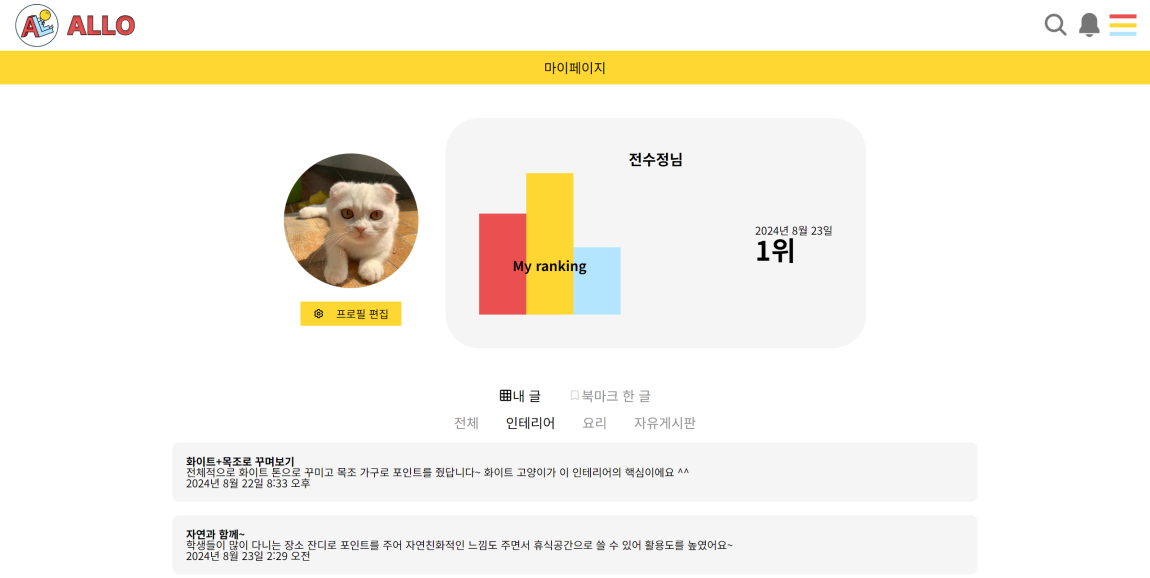 ALLO
마이페이지
전수정님
My ranking
2024년 8월 23일
1위
프로필 편집
내 글 북마크 한 글
전체 인테리어 요리 자유게시판
화이트+목조로 꾸며보기
전체적으로 화이트 톤으로 꾸미고 목조 가구로 포인트를 줬답니다~ 화이트 고양이가 이 인테리어의 핵심이에요 ^^
2024년 8월 22일 8:33 오후
자연과 함께~
학생들이 많이 다니는 장소 잔디로 포인트를 주어 자연친화적인 느낌도 주면서 휴식공간으로 쓸 수 있어 활용도를 높였어요~
2024년 8월 23일 2:29 오전